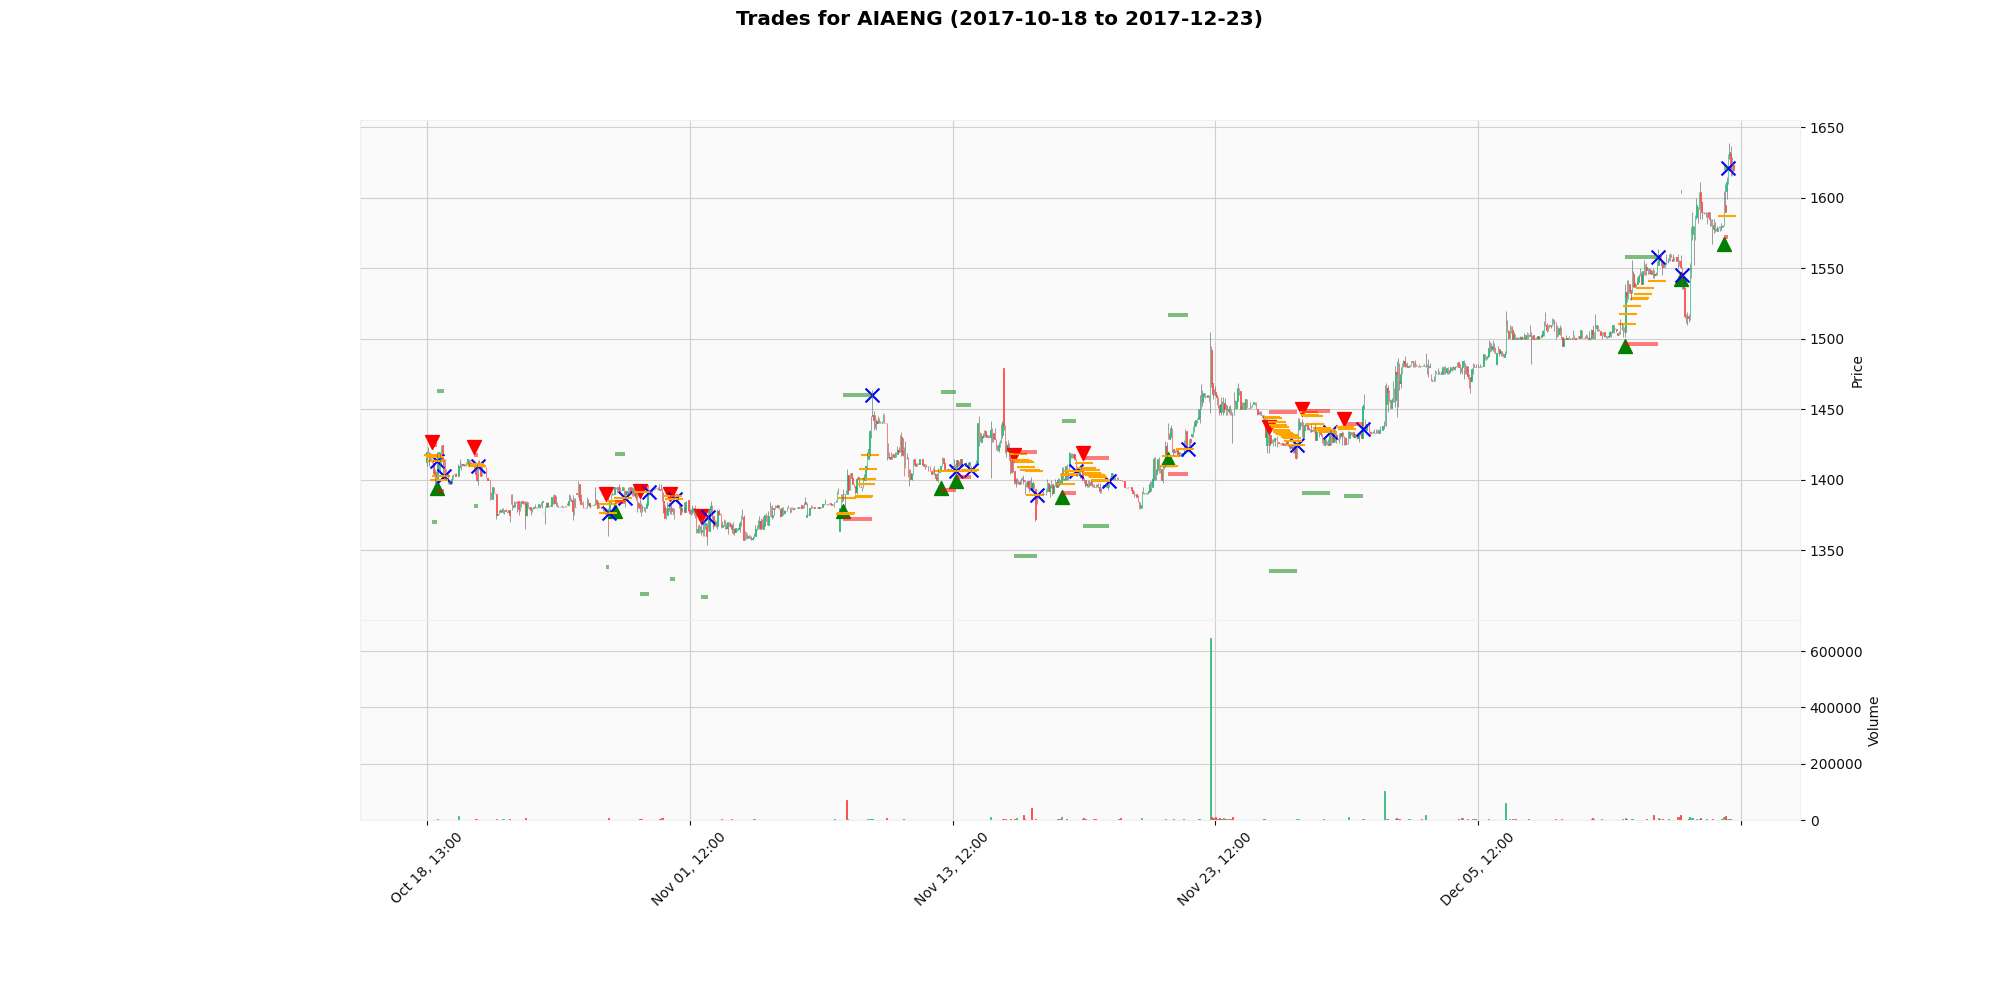 Trades for AIAENG (2017-10-18 to 2017-12-23)
1650
1600
1550
1500
1450
1400
1350
Price
600000
400000
200000
0
Volume
Oct 18, 13:00
Nov 01, 12:00
Nov 13, 12:00
Nov 23, 12:00
Dec 05, 12:00